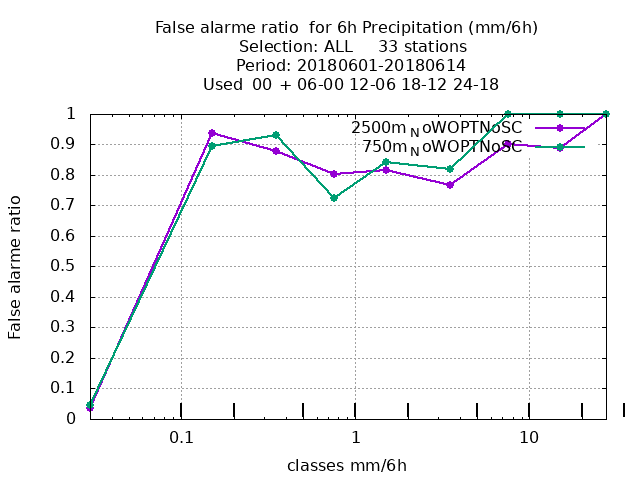 False alarme ratio  for 6h Precipitation (mm/6h)
Selection: ALL     33 stations
Period: 20180601-20180614
Used  00  + 06-00 12-06 18-12 24-18
2500m_NoWOPTNoSC
750m_NoWOPTNoSC
1
0.9
0.8
0.7
0.6
0.5
0.4
0.3
0.2
0.1
0
False alarme ratio
0.1 1 10
classes mm/6h